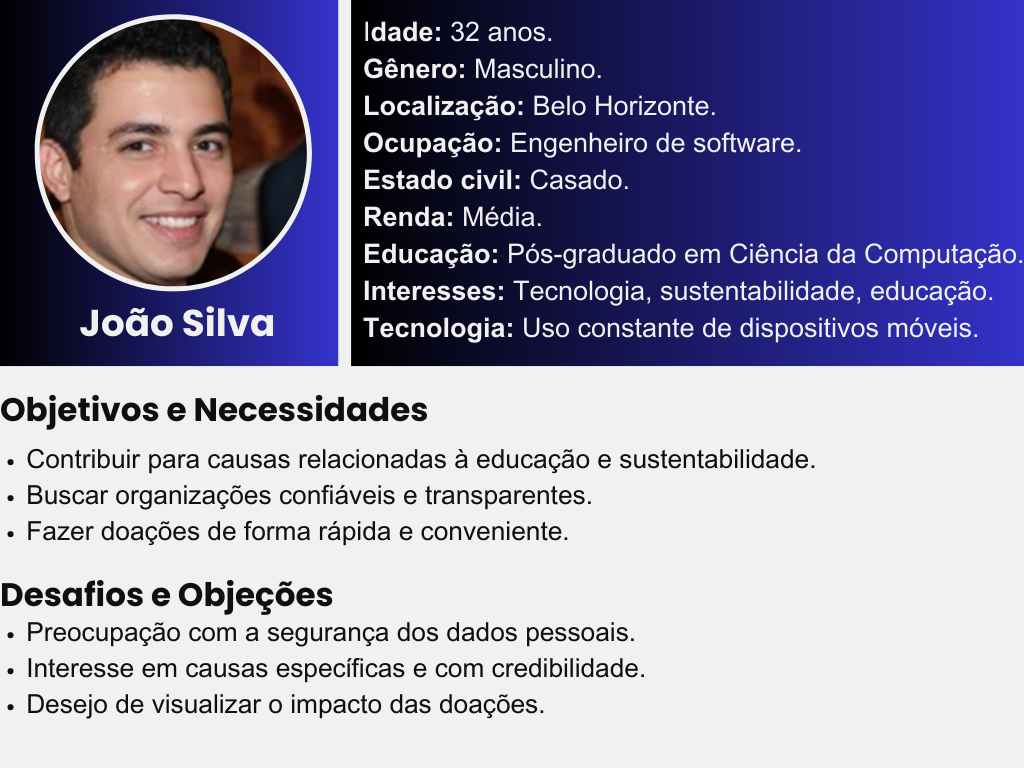 João Silva
Idade: 32 anos.
Gênero: Masculino.
Localização: Belo Horizonte.
Ocupação: Engenheiro de software.
Estado civil: Casado.
Renda: Média.
Educação: Pós-graduado em Ciência da Computação.
Interesses: Tecnologia, sustentabilidade, educação.
Tecnologia: Uso constante de dispositivos móveis.
Objetivos e Necessidades
• Contribuir para causas relacionadas à educação e sustentabilidade.
• Buscar organizações confiáveis e transparentes.
• Fazer doações de forma rápida e conveniente.
Desafios e Objeções
• Preocupação com a segurança dos dados pessoais.
• Interesse em causas específicas e com credibilidade.
• Desejo de visualizar o impacto das doações.